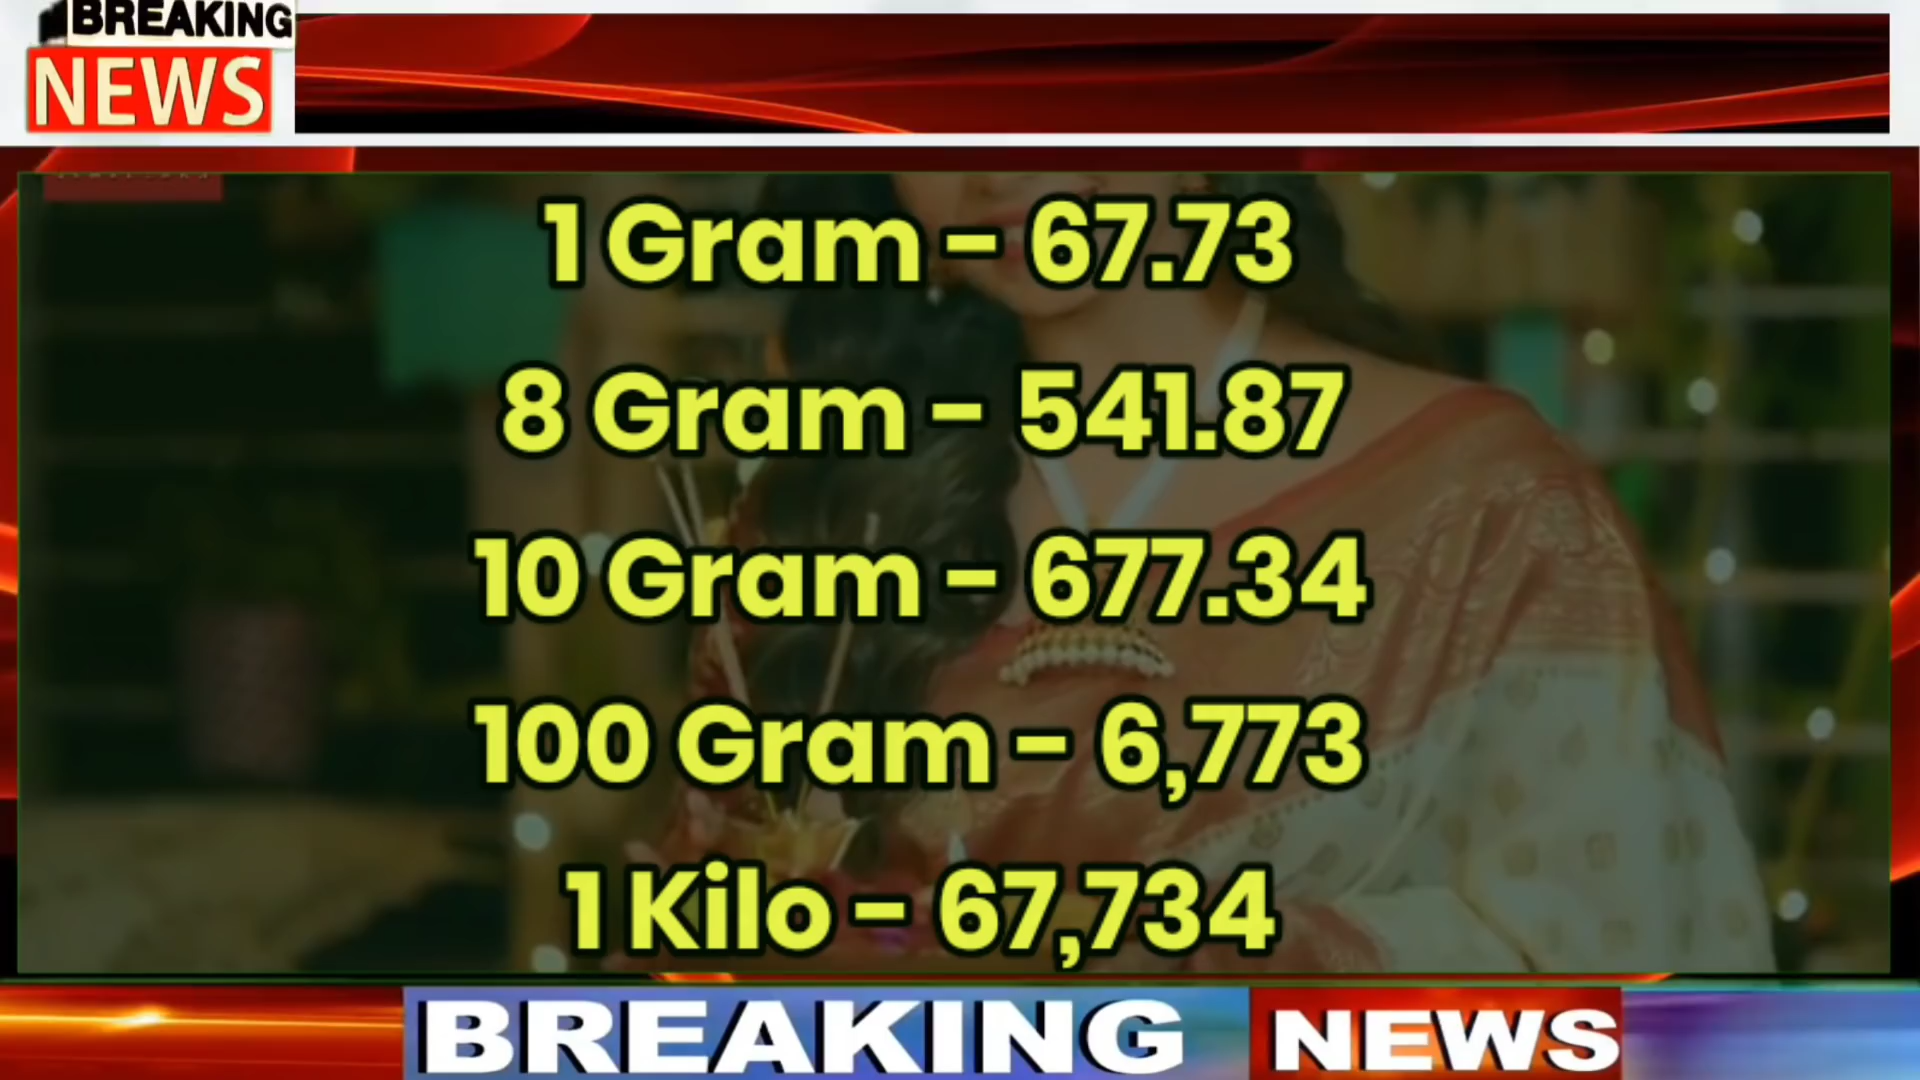 BREAKING
NEWS
1 Gram – 67.73
8 Gram – 541.87
10 Gram – 677.34
100 Gram – 6,773
1 Kilo – 67,734
BREAKING NEWS